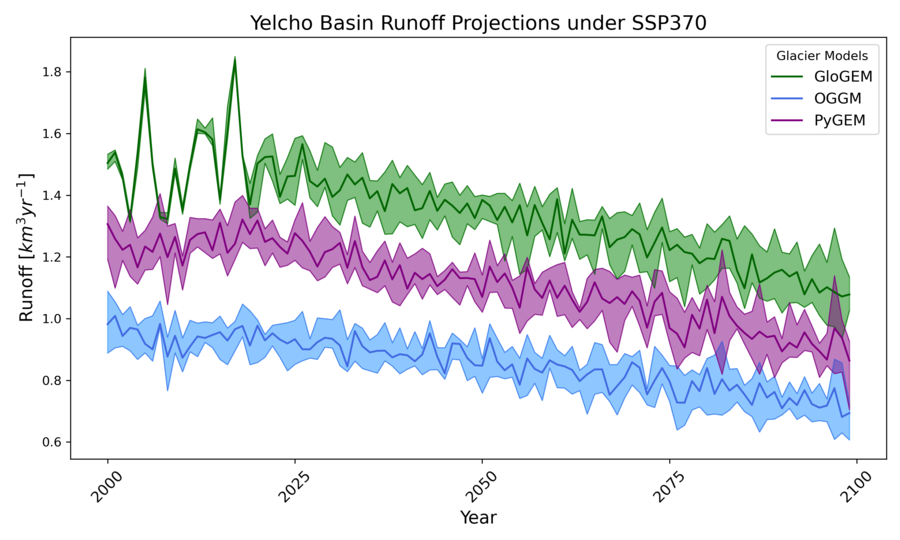 Yelcho Basin Runoff Projections under SSP370
Glacier Models
GloGEM
OGGM
PyGEM
Runoff [km³yr⁻¹]
1.8
1.6
1.4
1.2
1.0
0.8
0.6
2000
2025
2050
2075
2100
Year